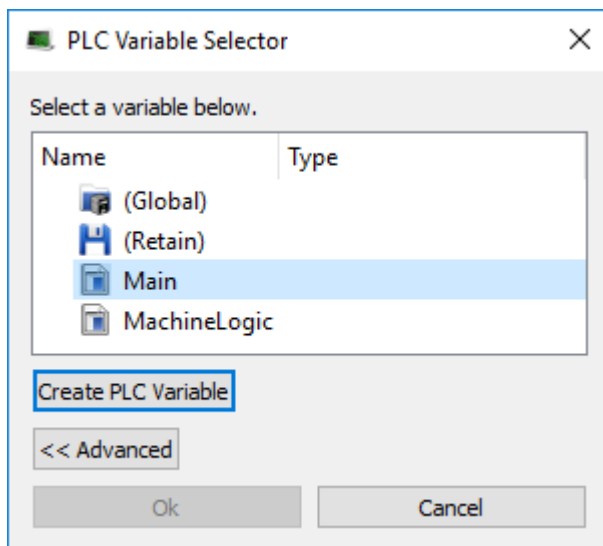 PLC Variable Selector
Select a variable below.
Name Type
(Global)
(Retain)
Main
MachineLogic
Create PLC Variable
<< Advanced
Ok Cancel